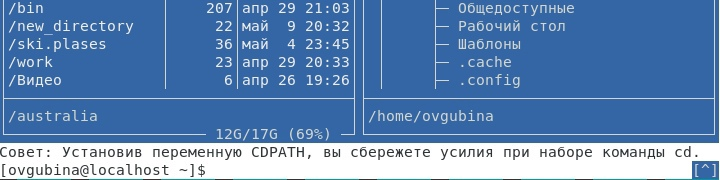 /bin 207 апр 29 21:03
/new_directory 22 май 9 20:32
/ski.plases 36 май 4 23:45
/work 23 апр 29 20:33
/Видео 6 апр 26 19:26
/australia
12G/17G (69%)
Общедоступные
Рабочий стол
Шаблоны
.cache
.config
/home/ovgubina
Совет: Установив переменную CDPATH, вы сбережете усилия при наборе команды cd.
[ovgubina@localhost ~]$ [^]